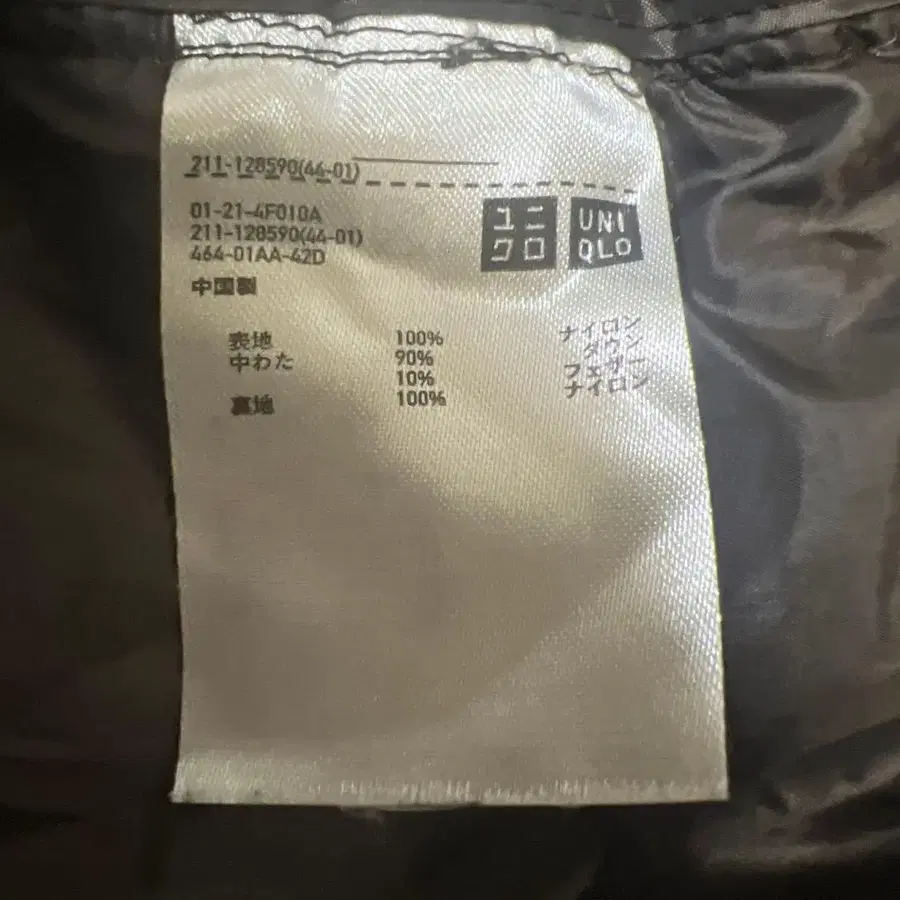 211-128590(44-01)
01-21-4F010A
211-128590(44-01)
464-01AA-42D
中国製
ユニ
クロ
UNI
QLO
表地 100% ナイロン
中わた 90% ダウン
10% フェザー
裏地 100% ナイロン